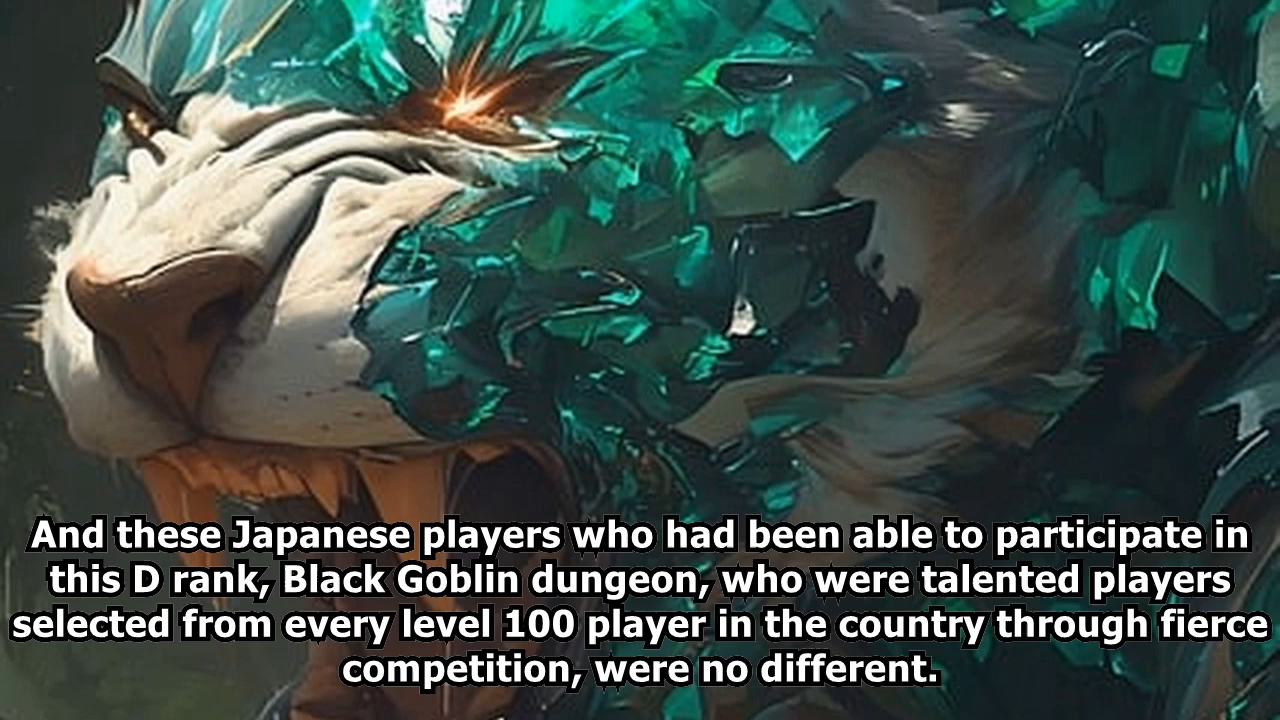 And these Japanese players who had been able to participate in
this D rank, Black Goblin dungeon, who were talented players
selected from every level 100 player in the country through fierce
competition, were no different.